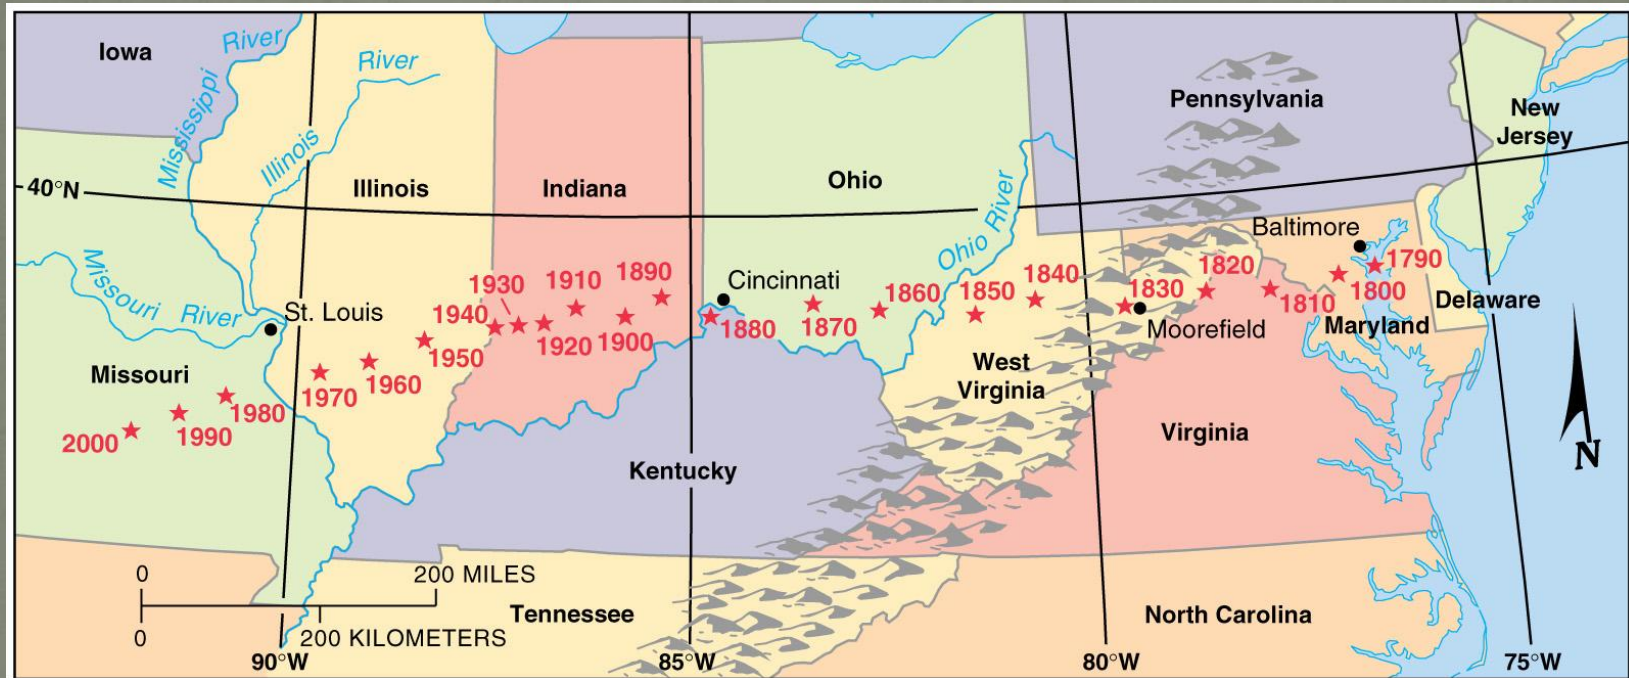 Iowa
Mississippi River
Illinois River
Pennsylvania
New
Jersey
40°N
Illinois
Indiana
Ohio
Ohio River
Baltimore
Missouri River
St. Louis
1930
1910
1890
Cincinnati
1840
1820
1790
1940
1860
1850
1830
1810
1800
Delaware
1950
1920
1900
1880
1870
Moorefield
Maryland
Missouri
1970
1960
West
Virginia
2000
1990
1980
Kentucky
Virginia
N
0
200 MILES
0
200 KILOMETERS
Tennessee
North Carolina
90°W
85°W
80°W
75°W